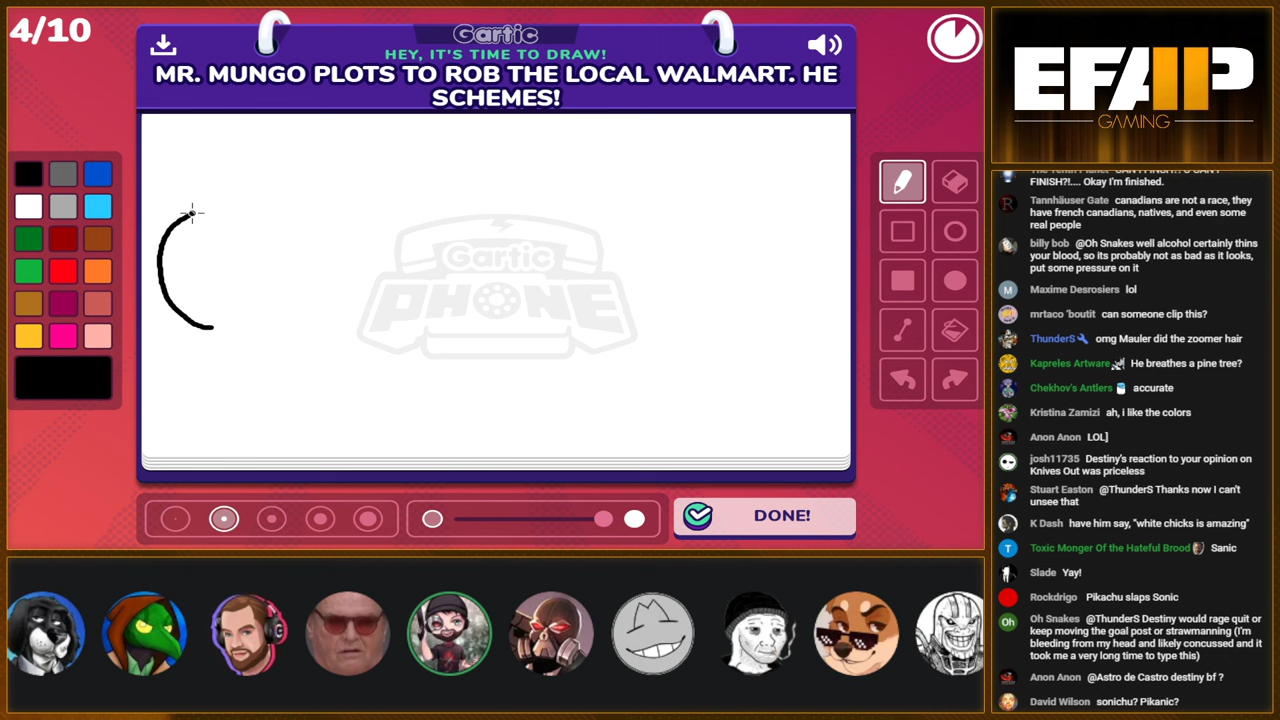 4/10
Gartic
HEY, IT'S TIME TO DRAW!
MR. MUNGO PLOTS TO ROB THE LOCAL WALMART. HE
SCHEMES!
Gartic
PHONE
DONE!
EFAP
GAMING
FINISH?!.... Okay I'm finished.
Tannhäuser Gate canadians are not a race, they
have french canadians, natives, and even some
real people
billy bob @Oh Snakes well alcohol certainly thins
your blood, so its probably not as bad as it looks,
put some pressure on it
M Maxime Desrosiers lol
mrtaco 'boutit can someone clip this?
ThunderS omg Mauler did the zoomer hair
Kapreles Artware He breathes a pine tree?
Chekhov's Antlers accurate
Kristina Zamizi ah, i like the colors
Anon Anon LOL]
josh11735 Destiny's reaction to your opinion on
Knives Out was priceless
Stuart Easton @ThunderS Thanks now I can't
unsee that
K Dash have him say, "white chicks is amazing"
T Toxic Monger Of the Hateful Brood Sanic
Slade Yay!
Rockdrigo Pikachu slaps Sonic
Oh Oh Snakes @ThunderS Destiny would rage quit or
keep moving the goal post or strawmanning (I'm
bleeding from my head and likely concussed and it
took me a very long time to type this)
Anon Anon @Astro de Castro destiny bf ?
David Wilson sonichu? Pikanic?